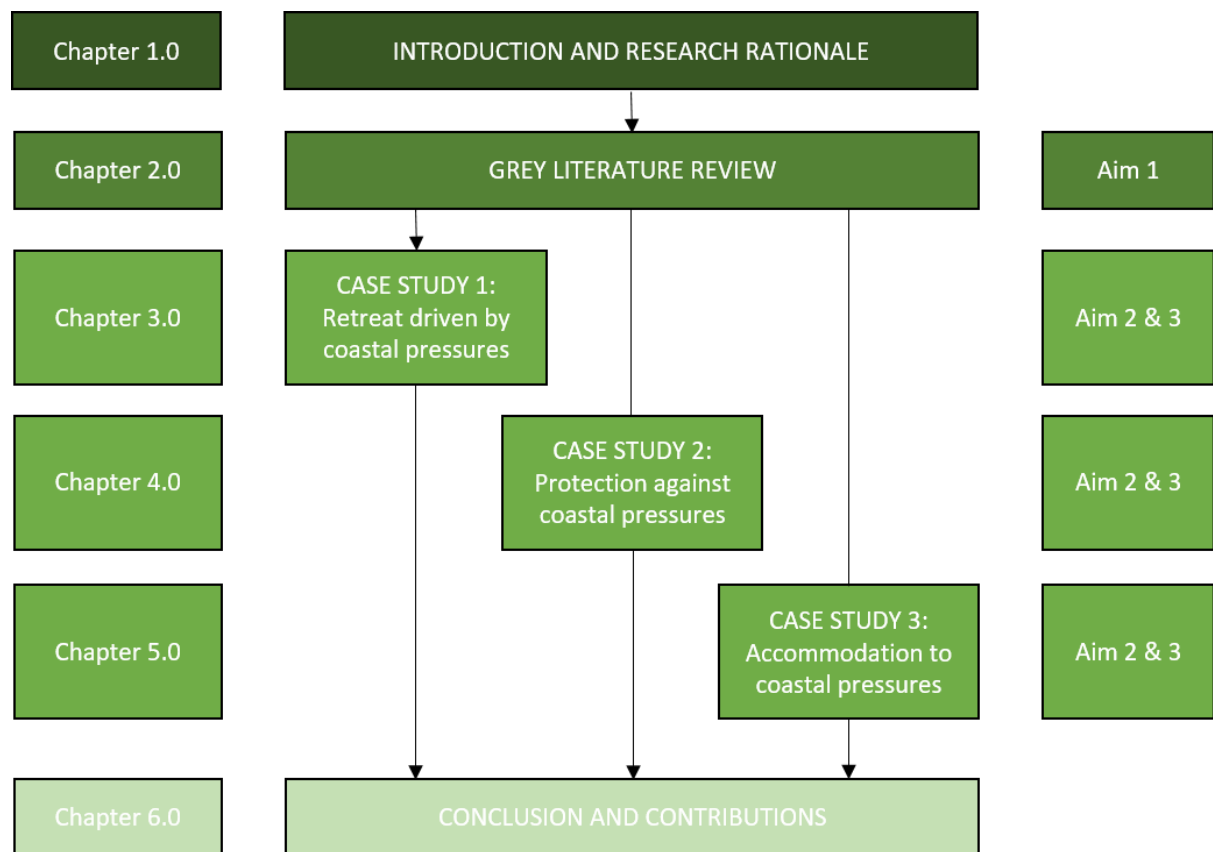 Chapter 1.0
INTRODUCTION AND RESEARCH RATIONALE
Chapter 2.0
GREY LITERATURE REVIEW
Aim 1
Chapter 3.0
CASE STUDY 1:
Retreat driven by
coastal pressures
Aim 2 & 3
Chapter 4.0
CASE STUDY 2:
Protection against
coastal pressures
Aim 2 & 3
Chapter 5.0
CASE STUDY 3:
Accommodation to
coastal pressures
Aim 2 & 3
Chapter 6.0
CONCLUSION AND CONTRIBUTIONS